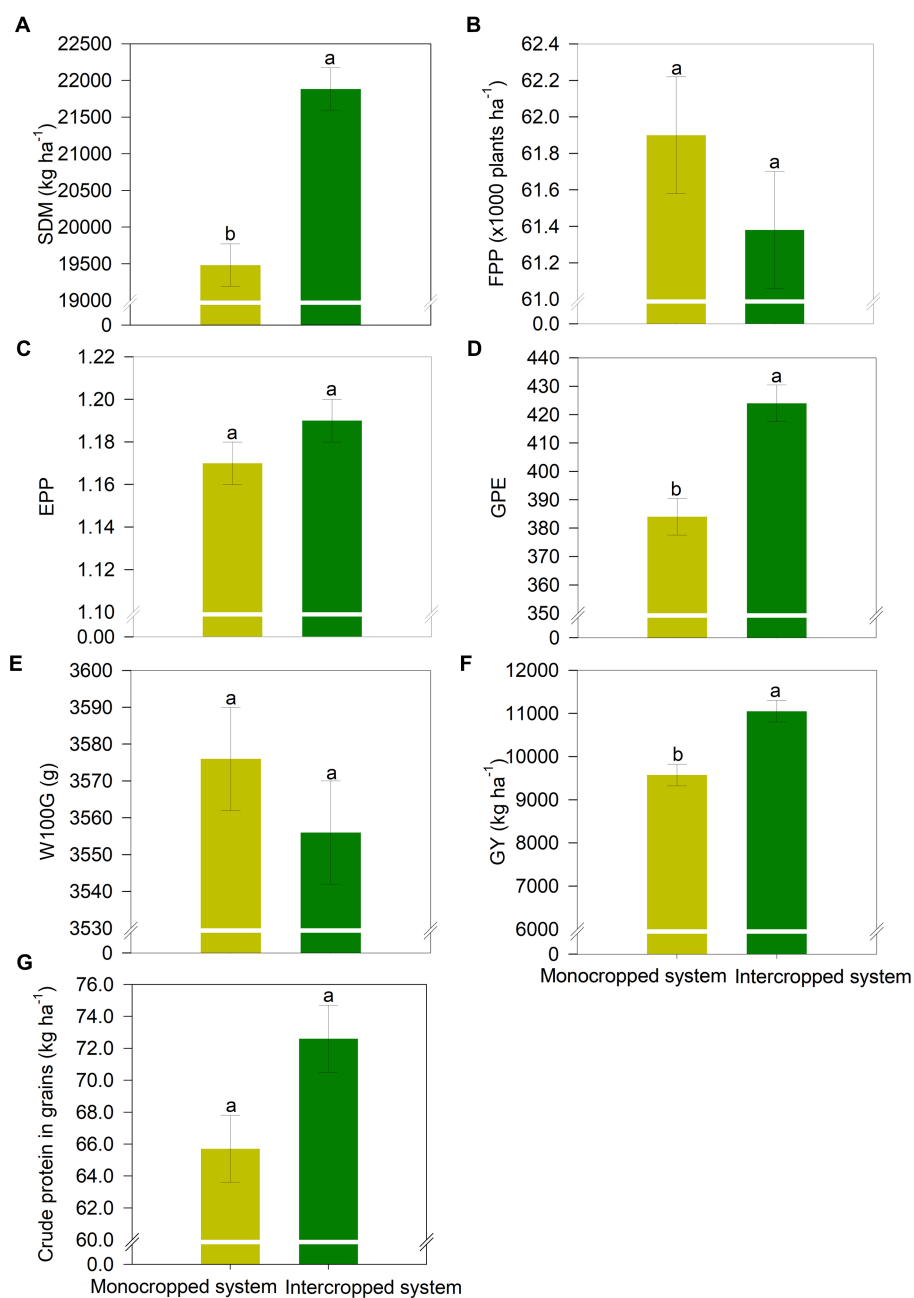 A
SDM (kg ha⁻¹)
22500
22000
21500
21000
20500
20000
19500
19000
0
b
a
B
FPP (x1000 plants ha⁻¹)
62.4
62.2
62.0
61.8
61.6
61.4
61.2
61.0
0.0
a
a
C
EPP
1.22
1.20
1.18
1.16
1.14
1.12
1.10
0.00
a
a
D
GPE
440
430
420
410
400
390
380
370
360
350
0
b
a
E
W100G (g)
3600
3590
3580
3570
3560
3550
3540
3530
0
a
a
F
GY (kg ha⁻¹)
12000
11000
10000
9000
8000
7000
6000
0
b
a
Monocropped system
Intercropped system
G
Crude protein in grains (kg ha⁻¹)
76.0
74.0
72.0
70.0
68.0
66.0
64.0
62.0
60.0
0.0
a
a
Monocropped system
Intercropped system